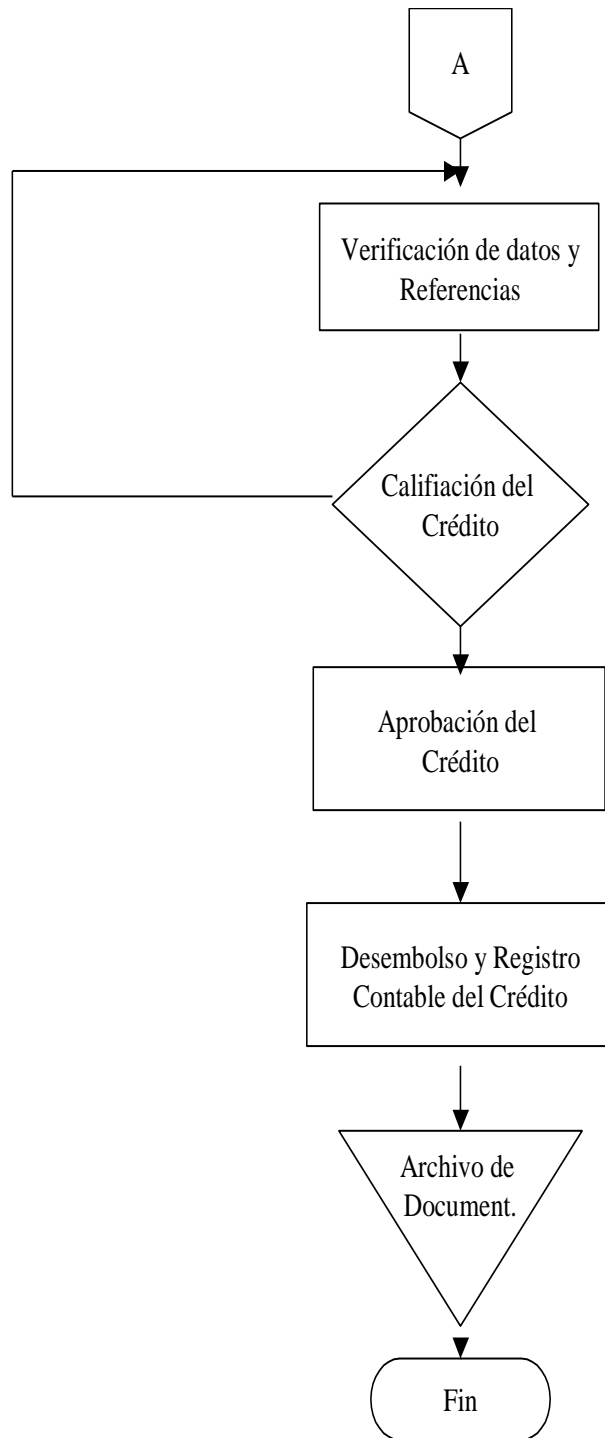 A
Verificación de datos y
Referencias
Califiación del
Crédito
Aprobación del
Crédito
Desembolso y Registro
Contable del Crédito
Archivo de
Document.
Fin